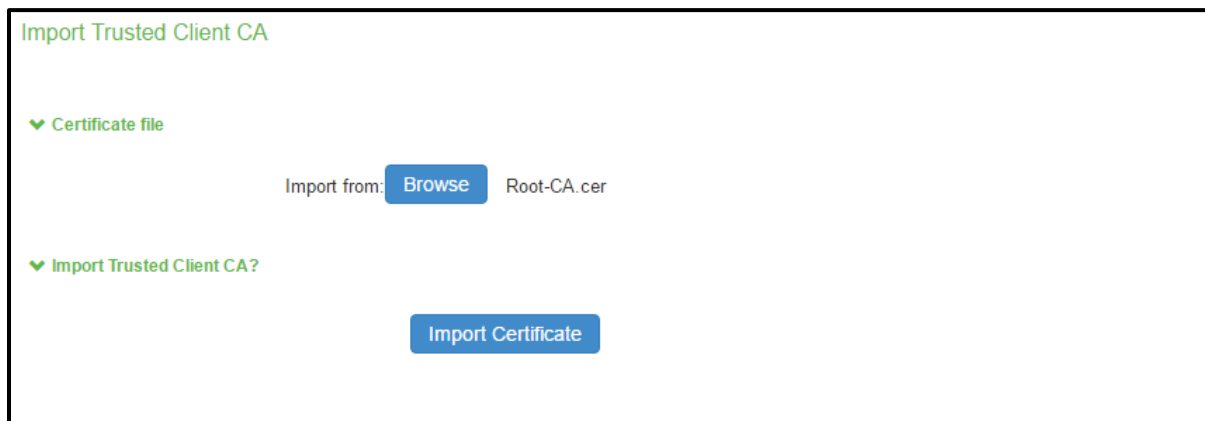 Import Trusted Client CA
Certificate file
Import from: Browse Root-CA.cer
Import Trusted Client CA?
Import Certificate